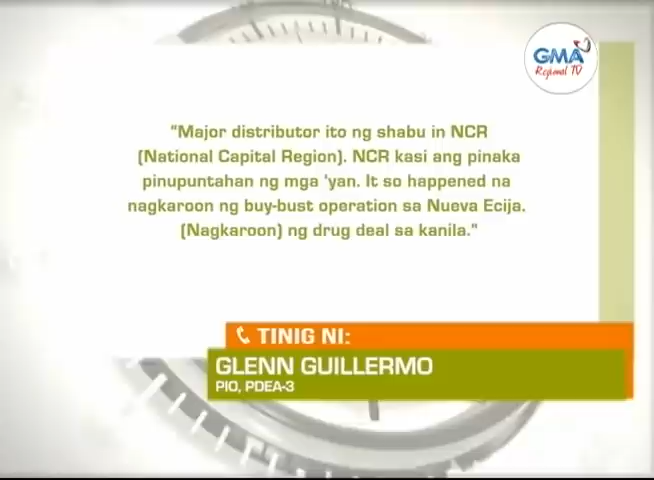 GMA
Regional TV
"Major distributor ito ng shabu in NCR
(National Capital Region). NCR kasi ang pinaka
pinupuntahan ng mga 'yan. It so happened na
nagkaroon ng buy-bust operation sa Nueva Ecija.
(Nagkaroon) ng drug deal sa kanila."
TINIG NI:
GLENN GUILLERMO
PIO, PDEA-3